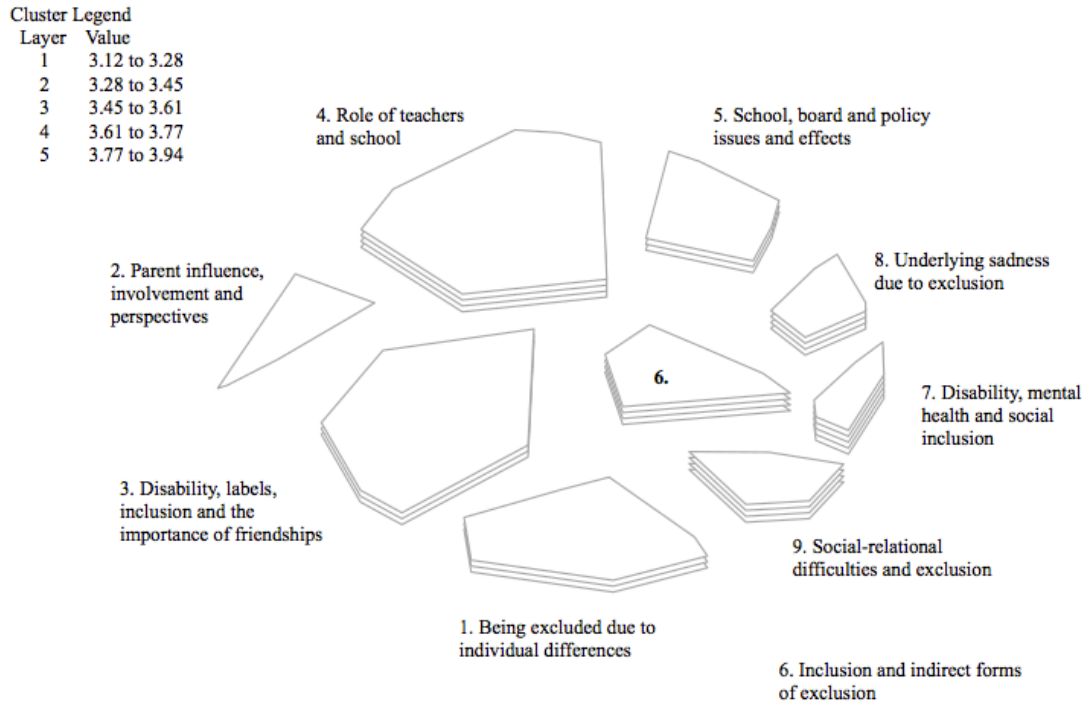 Cluster Legend
Layer Value
1 3.12 to 3.28
2 3.28 to 3.45
3 3.45 to 3.61
4 3.61 to 3.77
5 3.77 to 3.94
4. Role of teachers
and school
5. School, board and policy
issues and effects
2. Parent influence,
involvement and
perspectives
8. Underlying sadness
due to exclusion
6.
7. Disability, mental
health and social
inclusion
3. Disability, labels,
inclusion and the
importance of friendships
9. Social-relational
difficulties and exclusion
1. Being excluded due to
individual differences
6. Inclusion and indirect forms
of exclusion